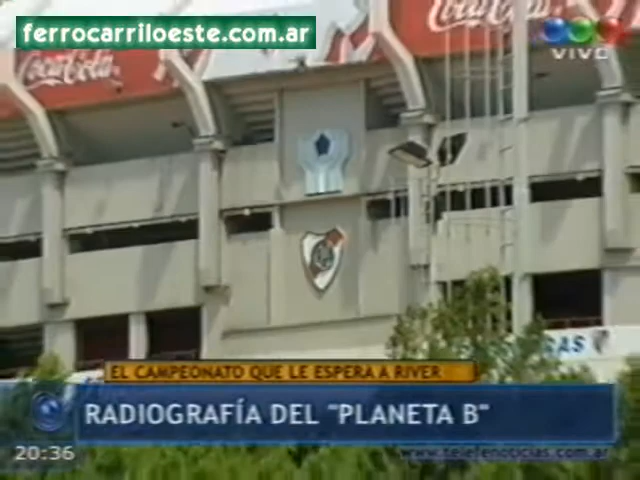 ferrocarriloeste.com.ar
Coca-Cola
Coca-Cola
VIVO
EL CAMPEONATO QUE LE ESPERA A RIVER
RADIOGRAFÍA DEL "PLANETA B"
20:36
www.telefenoticias.com.ar